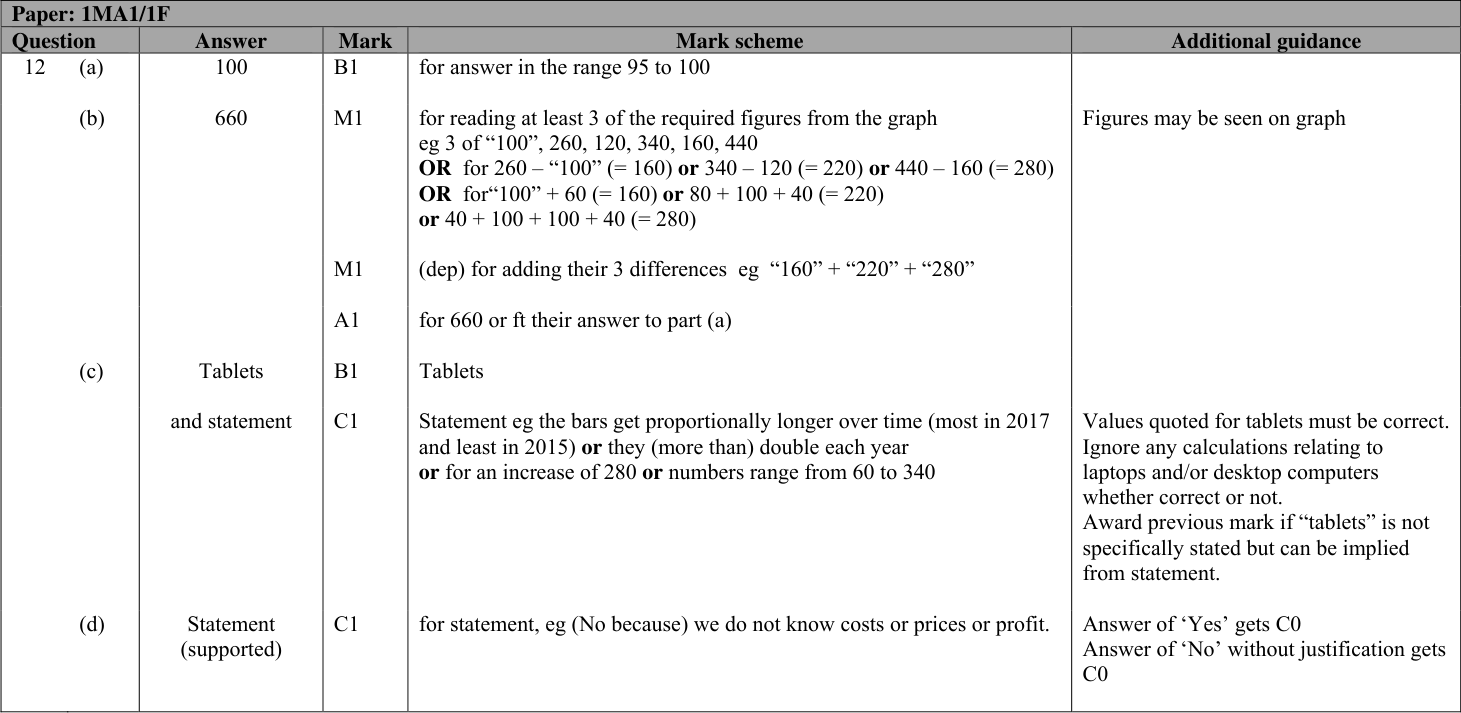 Paper: 1MA1/1F
Question Answer Mark Mark scheme Additional guidance
12 (a) 100 B1 for answer in the range 95 to 100
(b) 660 M1 for reading at least 3 of the required figures from the graph Figures may be seen on graph
eg 3 of “100”, 260, 120, 340, 160, 440
OR for 260 – “100” (= 160) or 340 – 120 (= 220) or 440 – 160 (= 280)
OR for“100” + 60 (= 160) or 80 + 100 + 40 (= 220)
or 40 + 100 + 100 + 40 (= 280)
M1 (dep) for adding their 3 differences eg “160” + “220” + “280”
A1 for 660 or ft their answer to part (a)
(c) Tablets B1 Tablets
and statement C1 Statement eg the bars get proportionally longer over time (most in 2017 Values quoted for tablets must be correct.
and least in 2015) or they (more than) double each year Ignore any calculations relating to
or for an increase of 280 or numbers range from 60 to 340 laptops and/or desktop computers
whether correct or not.
Award previous mark if “tablets” is not
specifically stated but can be implied
from statement.
(d) Statement C1 for statement, eg (No because) we do not know costs or prices or profit. Answer of ‘Yes’ gets C0
(supported) Answer of ‘No’ without justification gets
C0